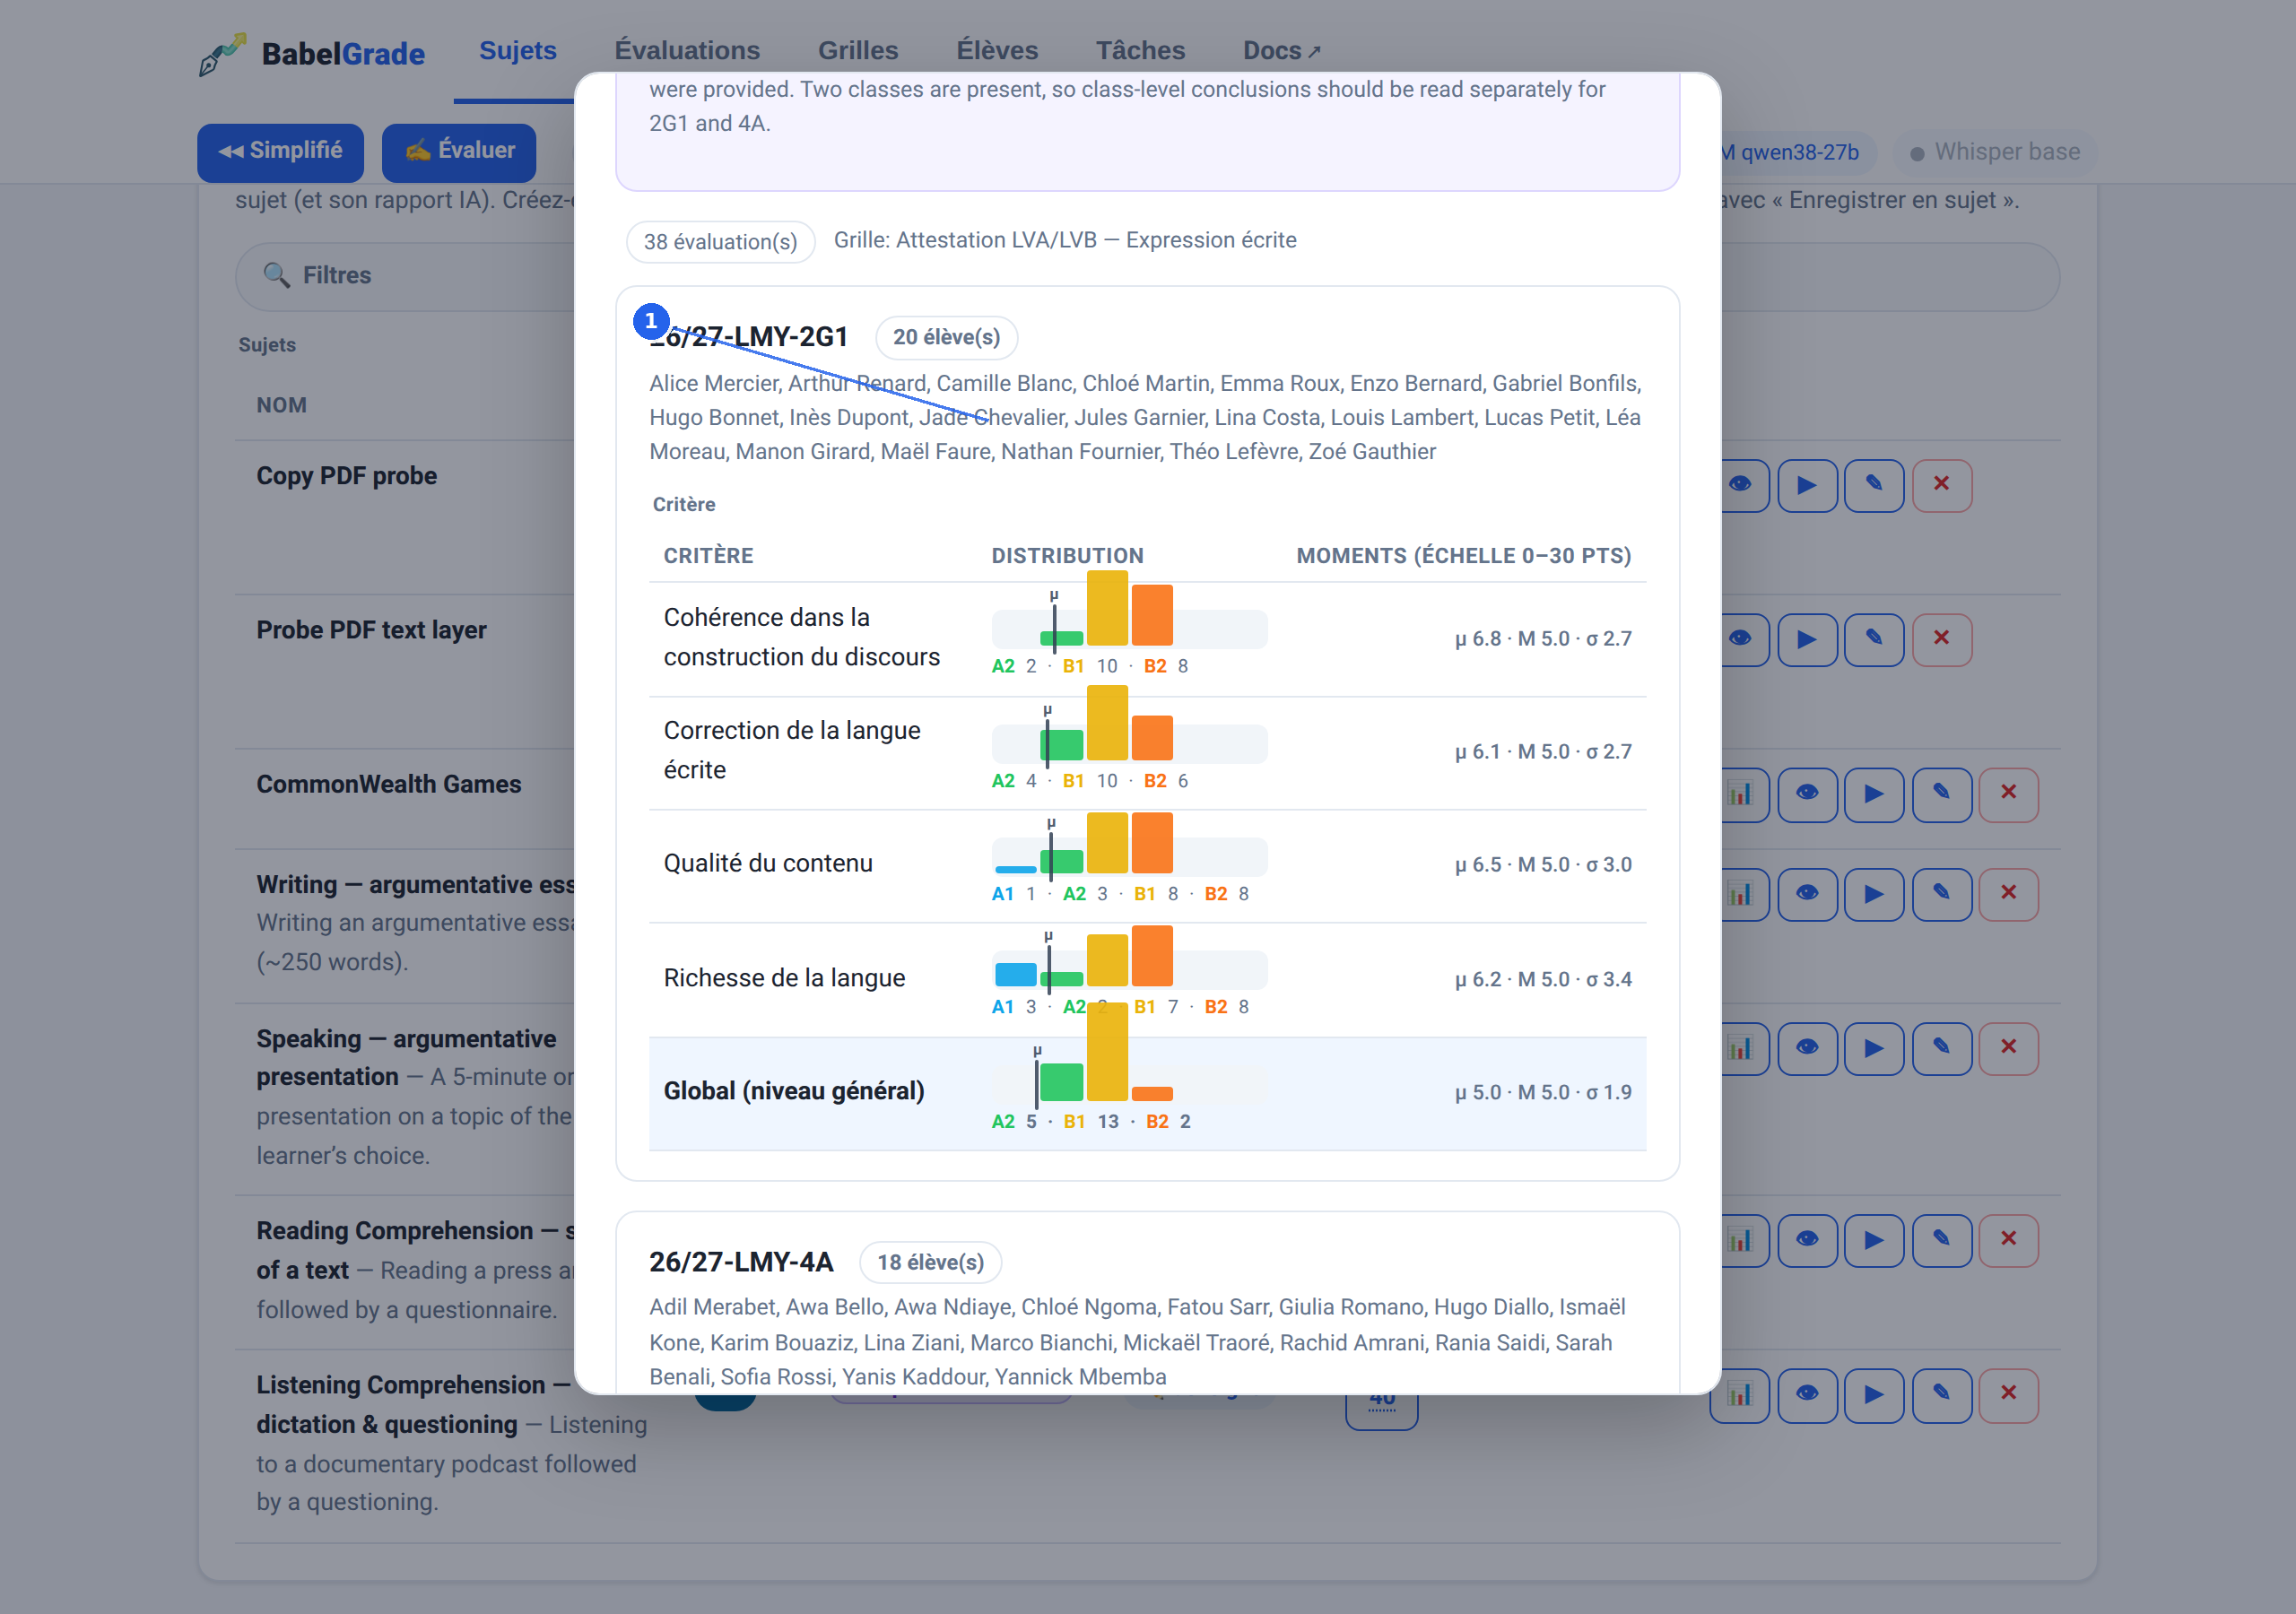 BabelGrade
Sujets
Évaluations
Grilles
Élèves
Tâches
Docs ↗
◀◀ Simplifié
✍ Évaluer
qwen38-27b
Whisper base
sujet (et son rapport IA). Créez-
avec « Enregistrer en sujet ».
🔍 Filtres
Sujets
NOM
Copy PDF probe
Probe PDF text layer
CommonWealth Games
Writing — argumentative ess
Writing an argumentative essa
(~250 words).
Speaking — argumentative
presentation — A 5-minute or
presentation on a topic of the
learner's choice.
Reading Comprehension — s
of a text — Reading a press ar
followed by a questionnaire.
Listening Comprehension —
dictation & questioning — Listening
to a documentary podcast followed
by a questioning.
40
were provided. Two classes are present, so class-level conclusions should be read separately for
2G1 and 4A.
38 évaluation(s)
Grille: Attestation LVA/LVB — Expression écrite
1
26/27-LMY-2G1
20 élève(s)
Alice Mercier, Arthur Renard, Camille Blanc, Chloé Martin, Emma Roux, Enzo Bernard, Gabriel Bonfils,
Hugo Bonnet, Inès Dupont, Jade Chevalier, Jules Garnier, Lina Costa, Louis Lambert, Lucas Petit, Léa
Moreau, Manon Girard, Maël Faure, Nathan Fournier, Théo Lefèvre, Zoé Gauthier
Critère
CRITÈRE
DISTRIBUTION
MOMENTS (ÉCHELLE 0–30 PTS)
Cohérence dans la
construction du discours
µ
A2 2 · B1 10 · B2 8
µ 6.8 · M 5.0 · σ 2.7
Correction de la langue
écrite
µ
A2 4 · B1 10 · B2 6
µ 6.1 · M 5.0 · σ 2.7
Qualité du contenu
µ
A1 1 · A2 3 · B1 8 · B2 8
µ 6.5 · M 5.0 · σ 3.0
Richesse de la langue
µ
A1 3 · A2 2 · B1 7 · B2 8
µ 6.2 · M 5.0 · σ 3.4
Global (niveau général)
µ
A2 5 · B1 13 · B2 2
µ 5.0 · M 5.0 · σ 1.9
26/27-LMY-4A
18 élève(s)
Adil Merabet, Awa Bello, Awa Ndiaye, Chloé Ngoma, Fatou Sarr, Giulia Romano, Hugo Diallo, Ismaël
Kone, Karim Bouaziz, Lina Ziani, Marco Bianchi, Mickaël Traoré, Rachid Amrani, Rania Saidi, Sarah
Benali, Sofia Rossi, Yanis Kaddour, Yannick Mbemba